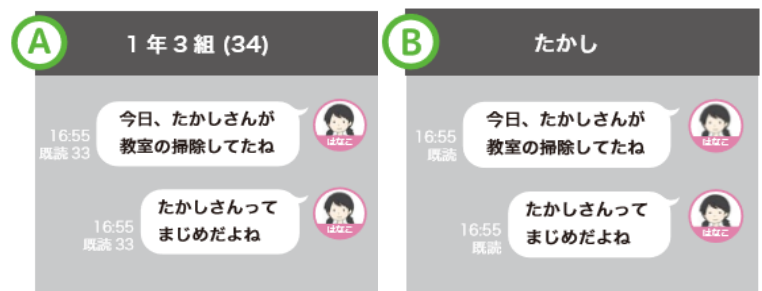 A
1年3組 (34)
今日、たかしさんが
教室の掃除してたね
16:55
既読 33
はなこ
たかしさんって
まじめだよね
16:55
既読 33
はなこ
B
たかし
今日、たかしさんが
教室の掃除してたね
16:55
既読
はなこ
たかしさんって
まじめだよね
16:55
既読
はなこ